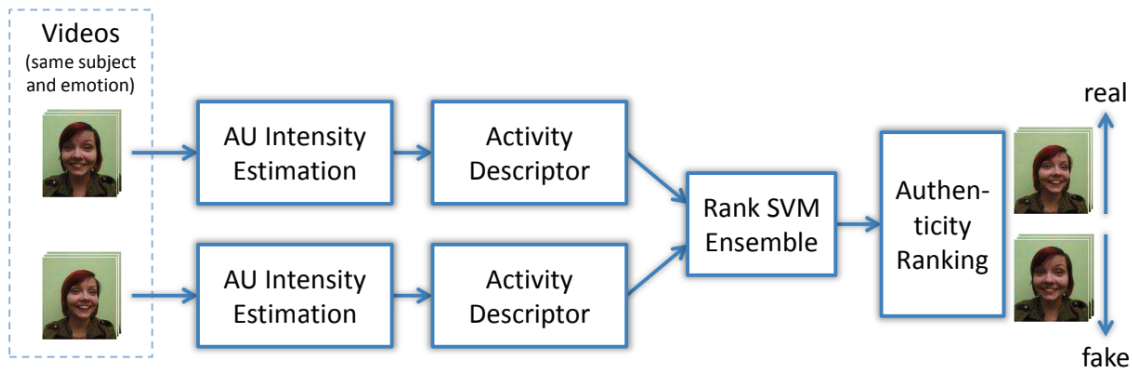 Videos
(same subject
and emotion)
AU Intensity
Estimation
Activity
Descriptor
AU Intensity
Estimation
Activity
Descriptor
Rank SVM
Ensemble
Authen-
ticity
Ranking
real
fake